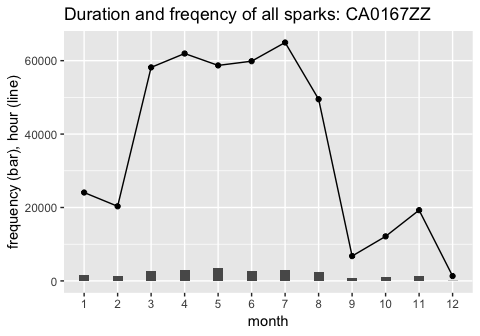 Duration and freqency of all sparks: CA0167ZZ
frequency (bar), hour (line)
60000
40000
20000
0
1 2 3 4 5 6 7 8 9 10 11 12
month